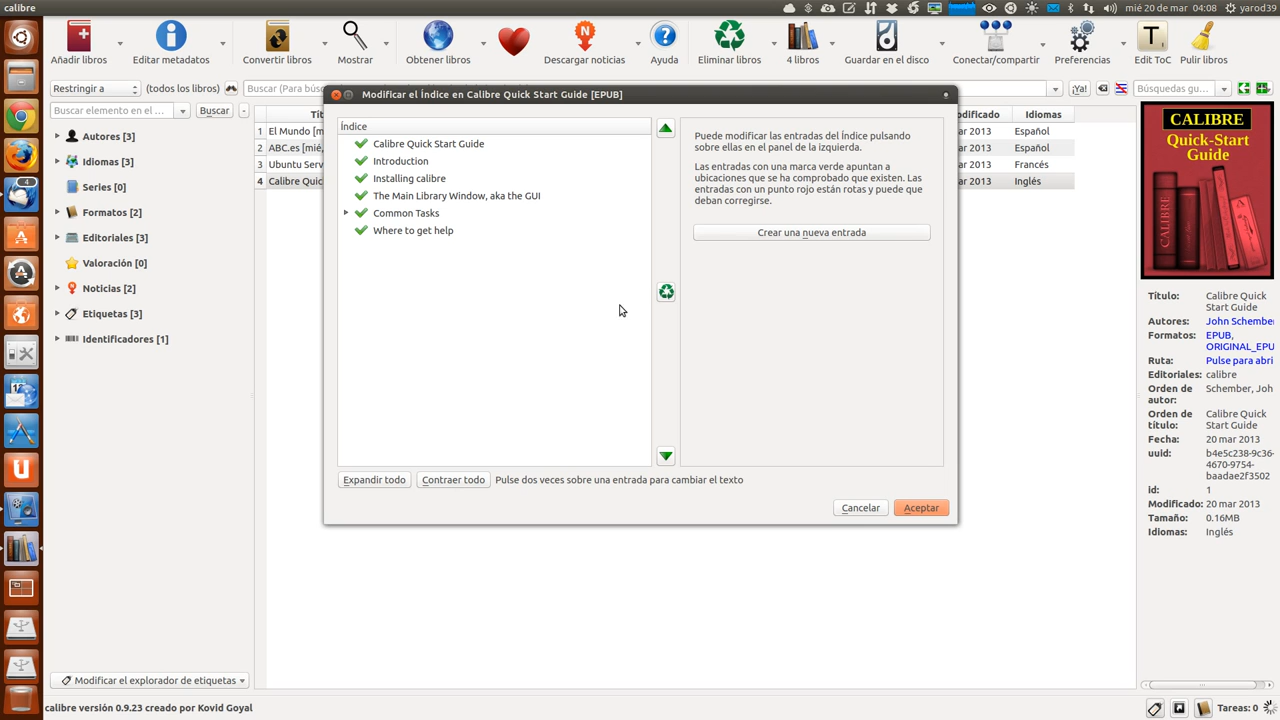 calibre
mié 20 de mar 04:08
yarod39
Añadir libros
Editar metadatos
Convertir libros
Mostrar
Obtener libros
Descargar noticias
Ayuda
Eliminar libros
4 libros
Guardar en el disco
Conectar/compartir
Preferencias
T
Edit ToC
Pulir libros
Restringir a
(todos los libros)
Buscar (Para bús
¡Ya!
Búsquedas gu
Buscar elemento en el ...
Buscar
Autores [3]
Idiomas [3]
Series [0]
Formatos [2]
Editoriales [3]
Valoración [0]
Noticias [2]
Etiquetas [3]
Identificadores [1]
Modificar el explorador de etiquetas
calibre versión 0.9.23 creado por Kovid Goyal
Tít
dificado
Idiomas
1 El Mundo [m
ar 2013 Español
2 ABC.es [mié,
ar 2013 Español
3 Ubuntu Serv
ar 2013 Francés
4 Calibre Quic
ar 2013 Inglés
Modificar el Índice en Calibre Quick Start Guide [EPUB]
Índice
Calibre Quick Start Guide
Introduction
Installing calibre
The Main Library Window, aka the GUI
Common Tasks
Where to get help
Puede modificar las entradas del Índice pulsando
sobre ellas en el panel de la izquierda.
Las entradas con una marca verde apuntan a
ubicaciones que se ha comprobado que existen. Las
entradas con un punto rojo están rotas y puede que
deban corregirse.
Crear una nueva entrada
Expandir todo
Contraer todo
Pulse dos veces sobre una entrada para cambiar el texto
Cancelar
Aceptar
CALIBRE
Quick-Start
Guide
Título: Calibre Quick
Start Guide
Autores: John Schember
Formatos: EPUB,
ORIGINAL_EPU
Ruta: Pulse para abri
Editoriales: calibre
Orden de Schember, Joh
autor:
Orden de Calibre Quick
título: Start Guide
Fecha: 20 mar 2013
uuid: b4e5c238-9c36-
4670-9754-
baadae2f3502
id: 1
Modificado: 20 mar 2013
Tamaño: 0.16MB
Idiomas: Inglés
Tareas: 0